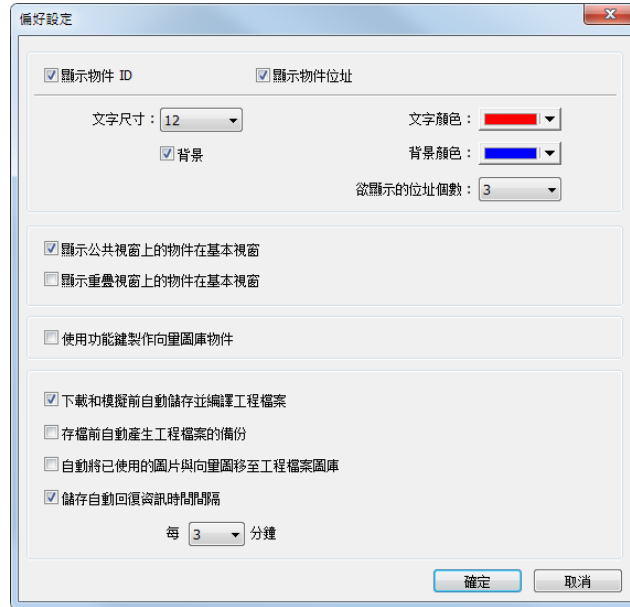 偏好設定
顯示物件 ID 顯示物件位址
文字尺寸： 12 文字顏色：
背景 背景顏色：
欲顯示的位址個數： 3
顯示公共視窗上的物件在基本視窗
顯示重疊視窗上的物件在基本視窗
使用功能鍵製作向量圖庫物件
下載和模擬前自動儲存並編譯工程檔案
存檔前自動產生工程檔案的備份
自動將已使用的圖片與向量圖移至工程檔案圖庫
儲存自動回復資訊時間間隔
每 3 分鐘
確定 取消